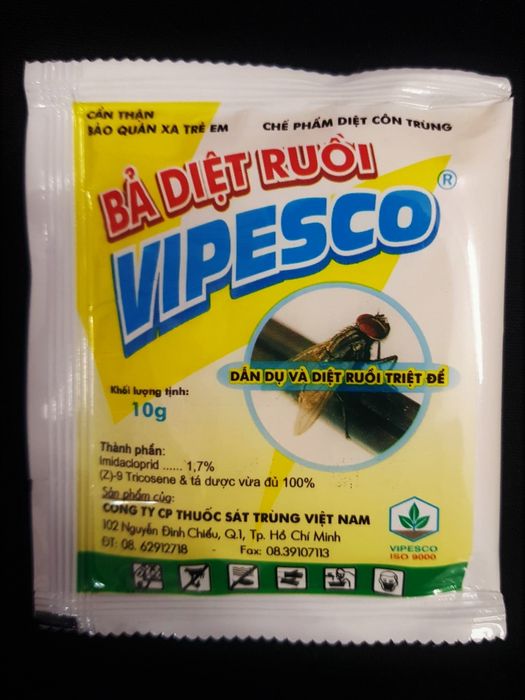 CẨN THẬN
BẢO QUẢN XA TRẺ EM
CHẾ PHẨM DIỆT CÔN TRÙNG
BẢ DIỆT RUỒI
VIPESCO®
DẪN DỤ VÀ DIỆT RUỒI TRIỆT ĐỂ
Khối lượng tịnh:
10g
Thành phần:
Imidacloprid ...... 1,7%
(Z)-9 Tricosene & tá dược vừa đủ 100%
Sản phẩm của:
CÔNG TY CP THUỐC SÁT TRÙNG VIỆT NAM
102 Nguyễn Đình Chiểu, Q.1, Tp. Hồ Chí Minh
ĐT: 08. 62912718 Fax: 08.39107113
VIPESCO
ISO 9000